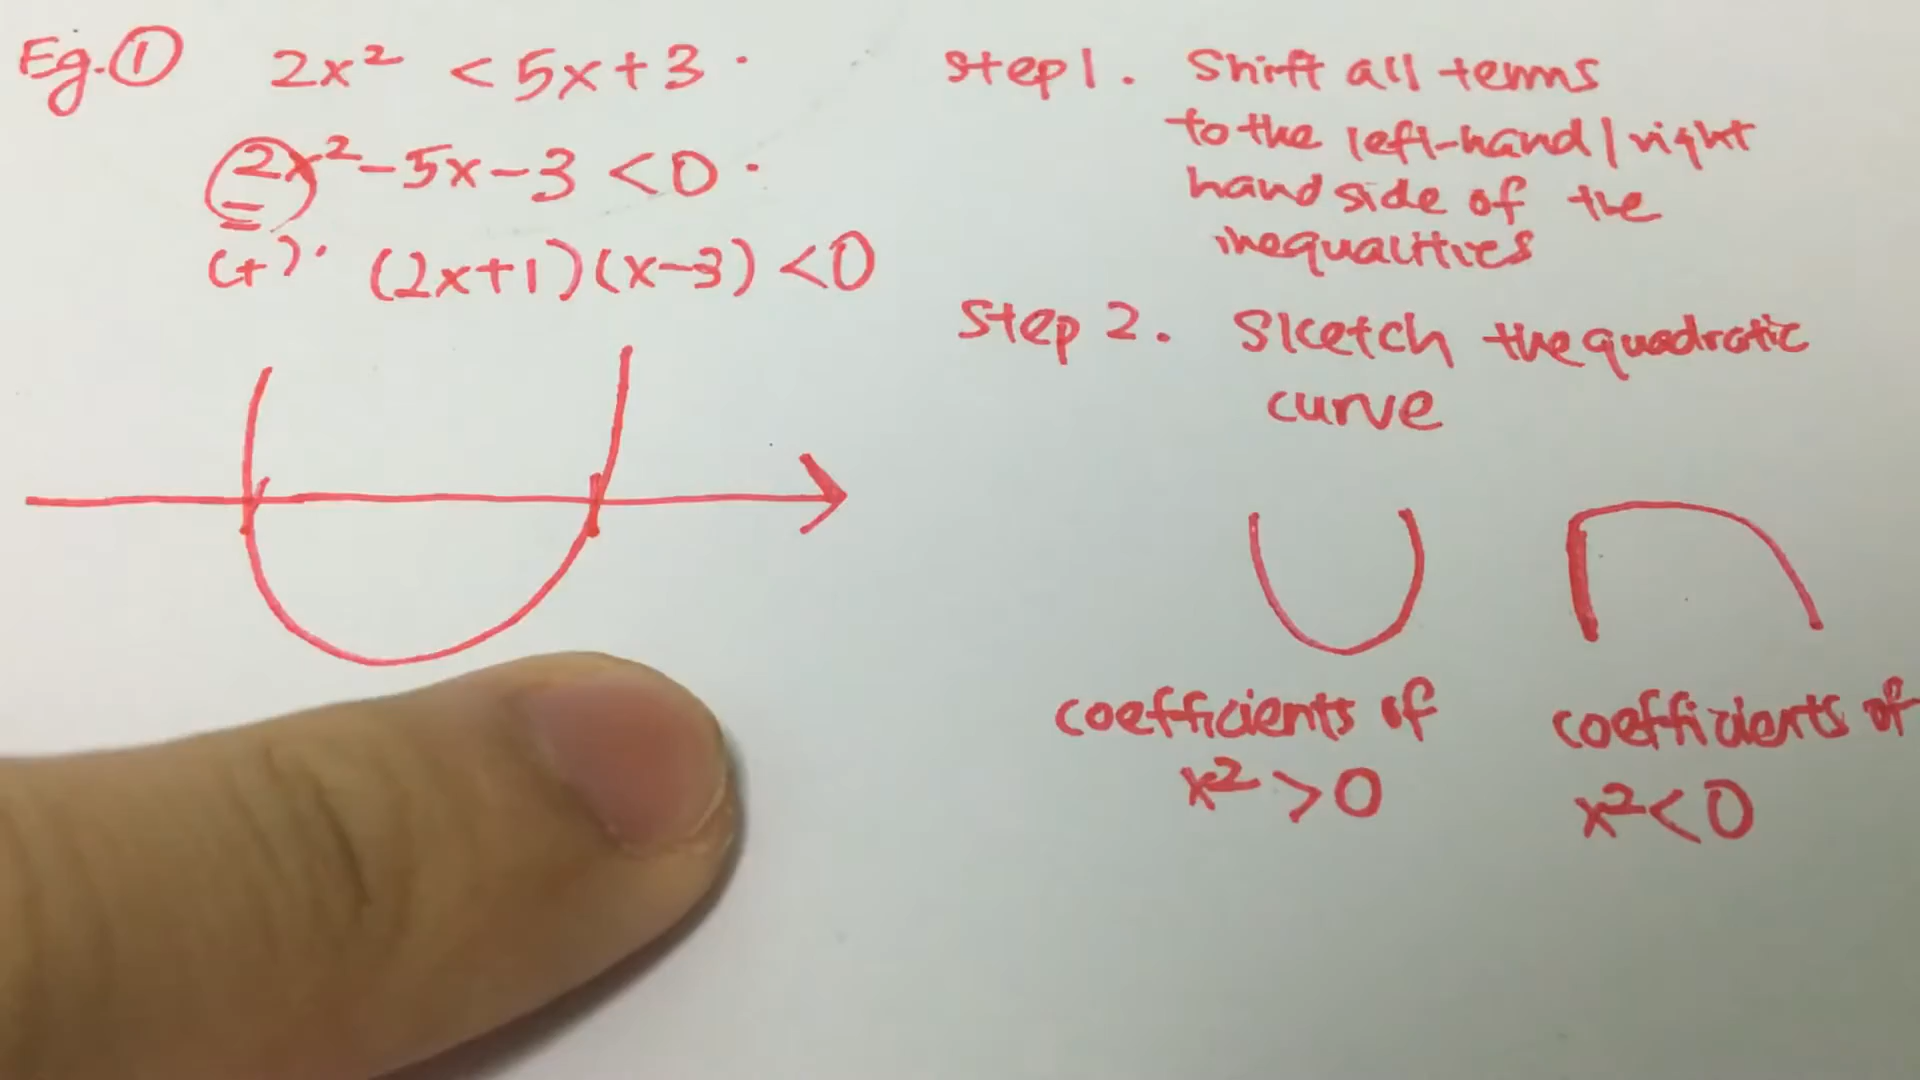 Eg. ① 2x² < 5x + 3
2x² - 5x - 3 < 0
(+) (2x+1)(x-3) < 0
Step 1. Shift all terms
to the left-hand / right
hand side of the
inequalities
Step 2. Sketch the quadratic
curve
coefficients of
x² > 0
coefficients of
x² < 0